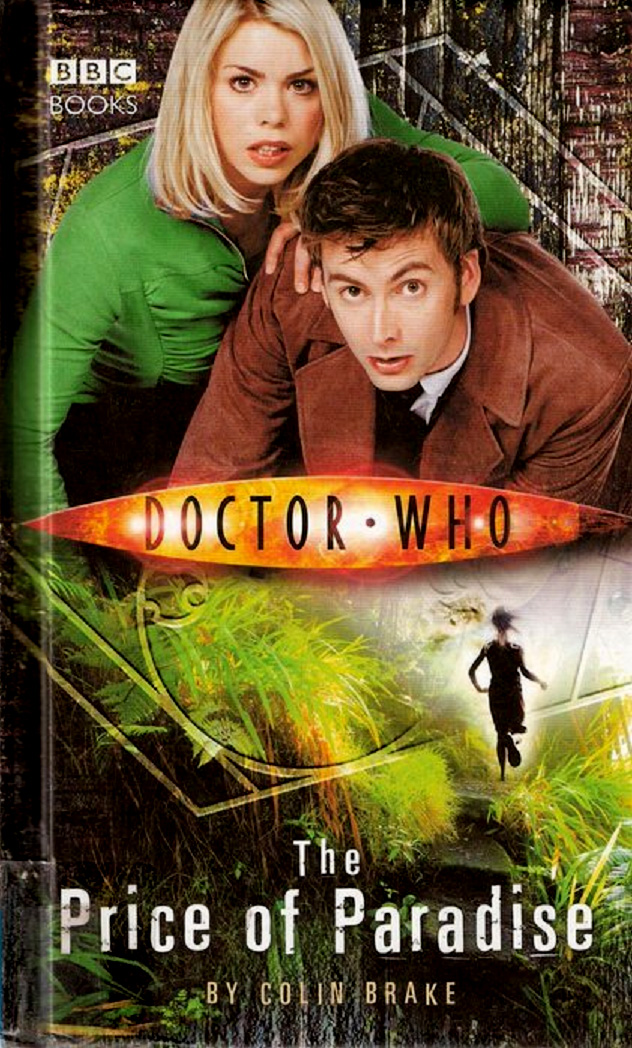 BBC
BOOKS
DOCTOR·WHO
The
Price of Paradise
BY COLIN BRAKE